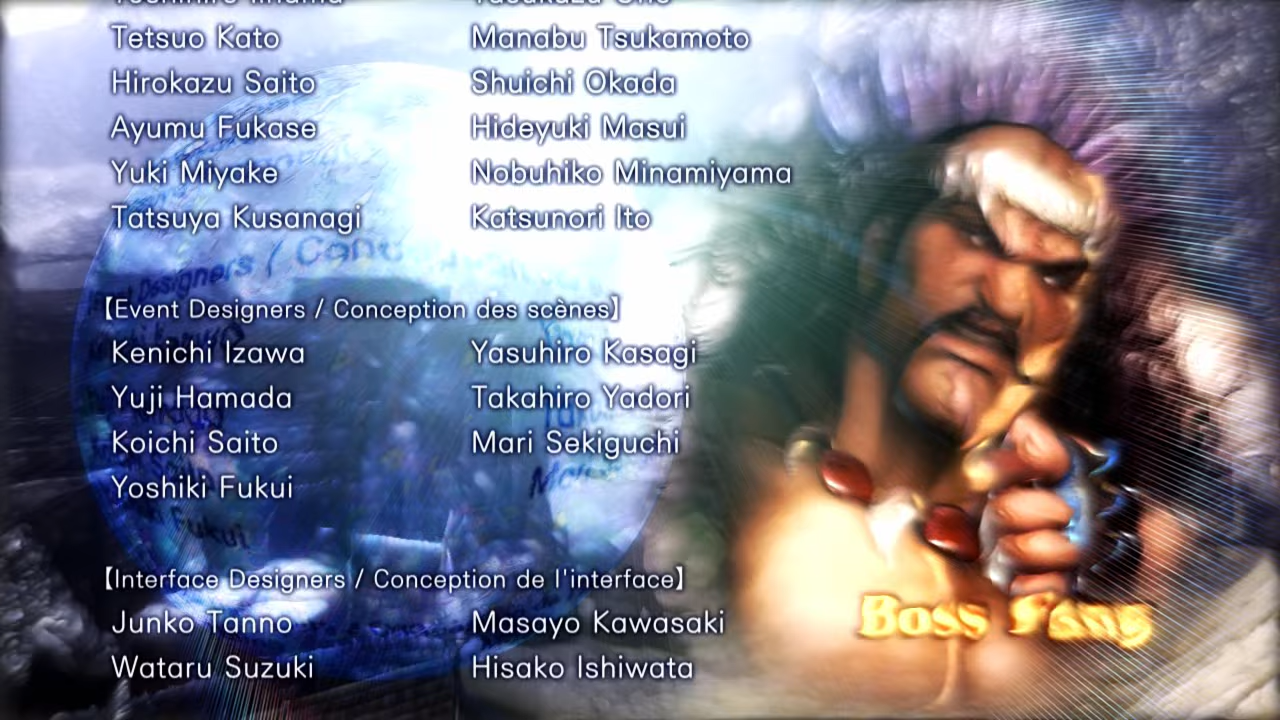 Tetsuo Kato Manabu Tsukamoto
Hirokazu Saito Shuichi Okada
Ayumu Fukase Hideyuki Masui
Yuki Miyake Nobuhiko Minamiyama
Tatsuya Kusanagi Katsunori Ito
【Event Designers / Conception des scènes】
Kenichi Izawa Yasuhiro Kasagi
Yuji Hamada Takahiro Yadori
Koichi Saito Mari Sekiguchi
Yoshiki Fukui
【Interface Designers / Conception de l'interface】
Junko Tanno Masayo Kawasaki
Wataru Suzuki Hisako Ishiwata
Boss Fang